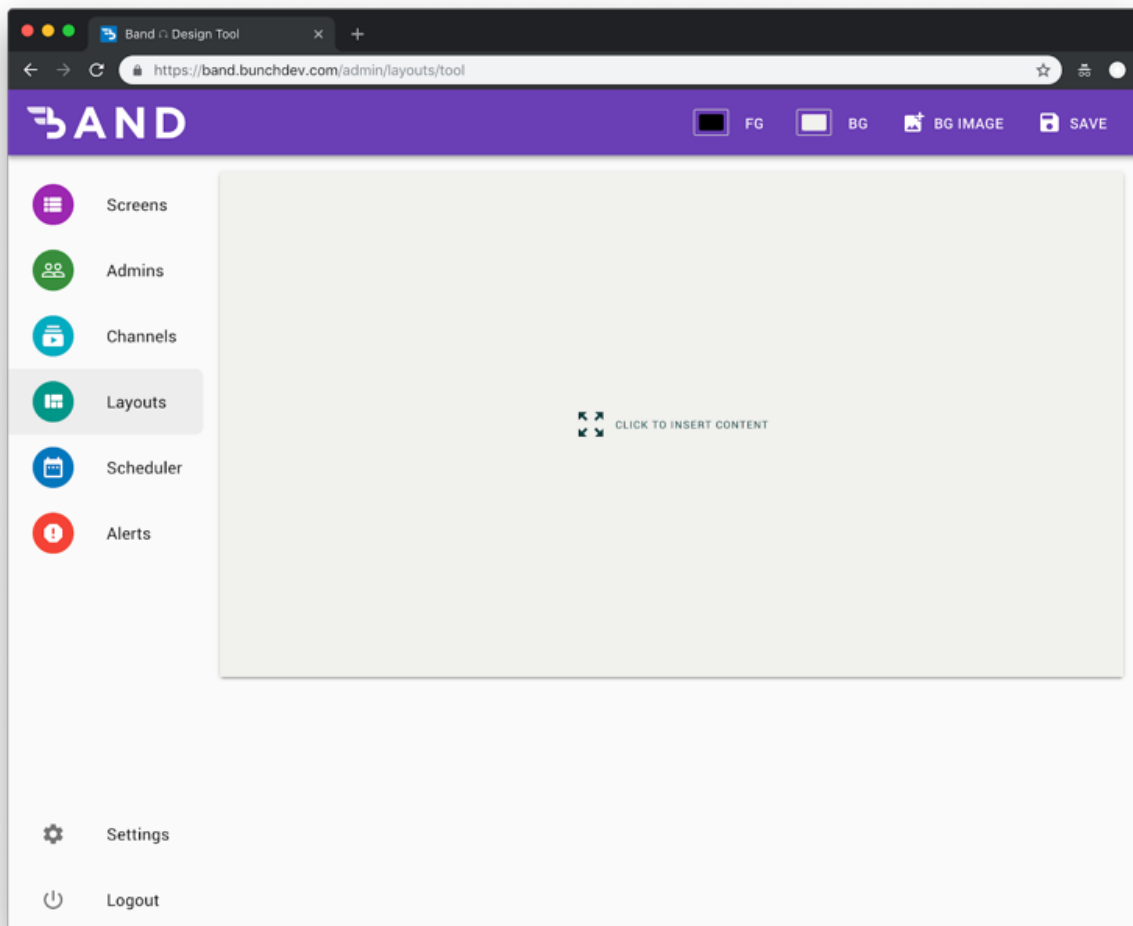 Band ∩ Design Tool
https://band.bunchdev.com/admin/layouts/tool
BAND
FG
BG
BG IMAGE
SAVE
Screens
Admins
Channels
Layouts
Scheduler
Alerts
CLICK TO INSERT CONTENT
Settings
Logout